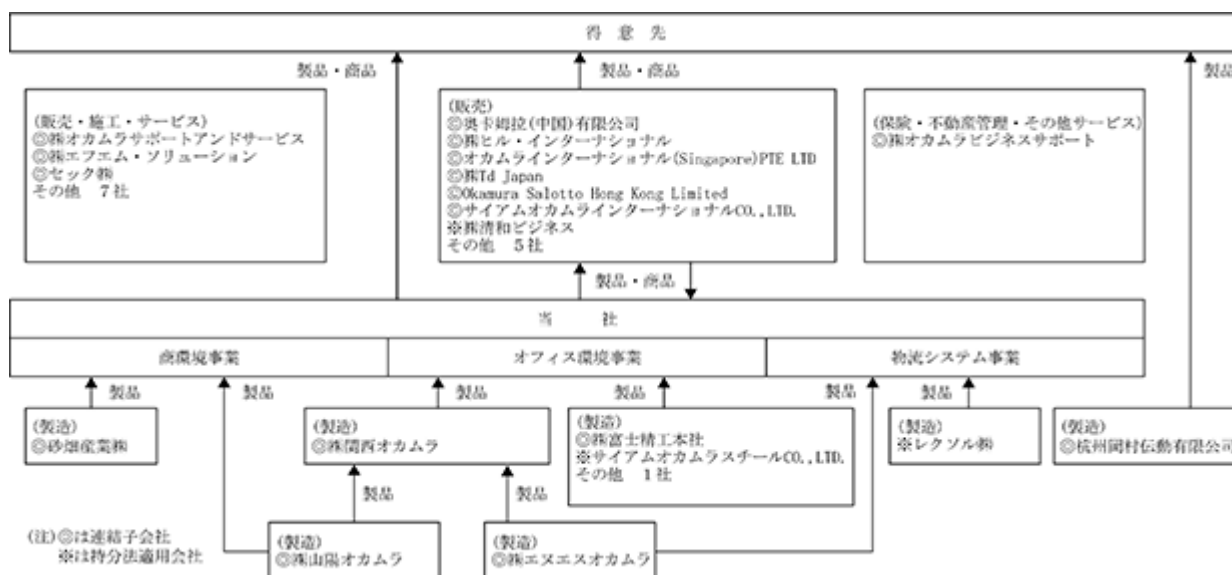 得意先
製品・商品
製品・商品
製品
(販売・施工・サービス)
◎㈱オカムラサポートアンドサービス
◎㈱エフエム・ソリューション
◎セック㈱
その他 7社
(販売)
◎奥卡姆拉(中国)有限公司
◎㈱ヒル・インターナショナル
◎オカムラインターナショナル(Singapore)PTE LTD
◎㈱Td Japan
◎Okamura Salotto Hong Kong Limited
◎サイアムオカムラインターナショナルCO.,LTD.
※㈱清和ビジネス
その他 5社
(保険・不動産管理・その他サービス)
◎㈱オカムラビジネスサポート
製品・商品
当社
商環境事業
オフィス環境事業
物流システム事業
製品
製品
製品
製品
製品
製品
(製造)
◎砂畑産業㈱
(製造)
◎㈱関西オカムラ
(製造)
◎㈱富士精工本社
※サイアムオカムラスチールCO.,LTD.
その他 1社
(製造)
※レクソル㈱
(製造)
◎杭州岡村伝動有限公司
製品
製品
(製造)
◎㈱山陽オカムラ
(製造)
◎㈱エヌエスオカムラ
(注)◎は連結子会社
※は持分法適用会社